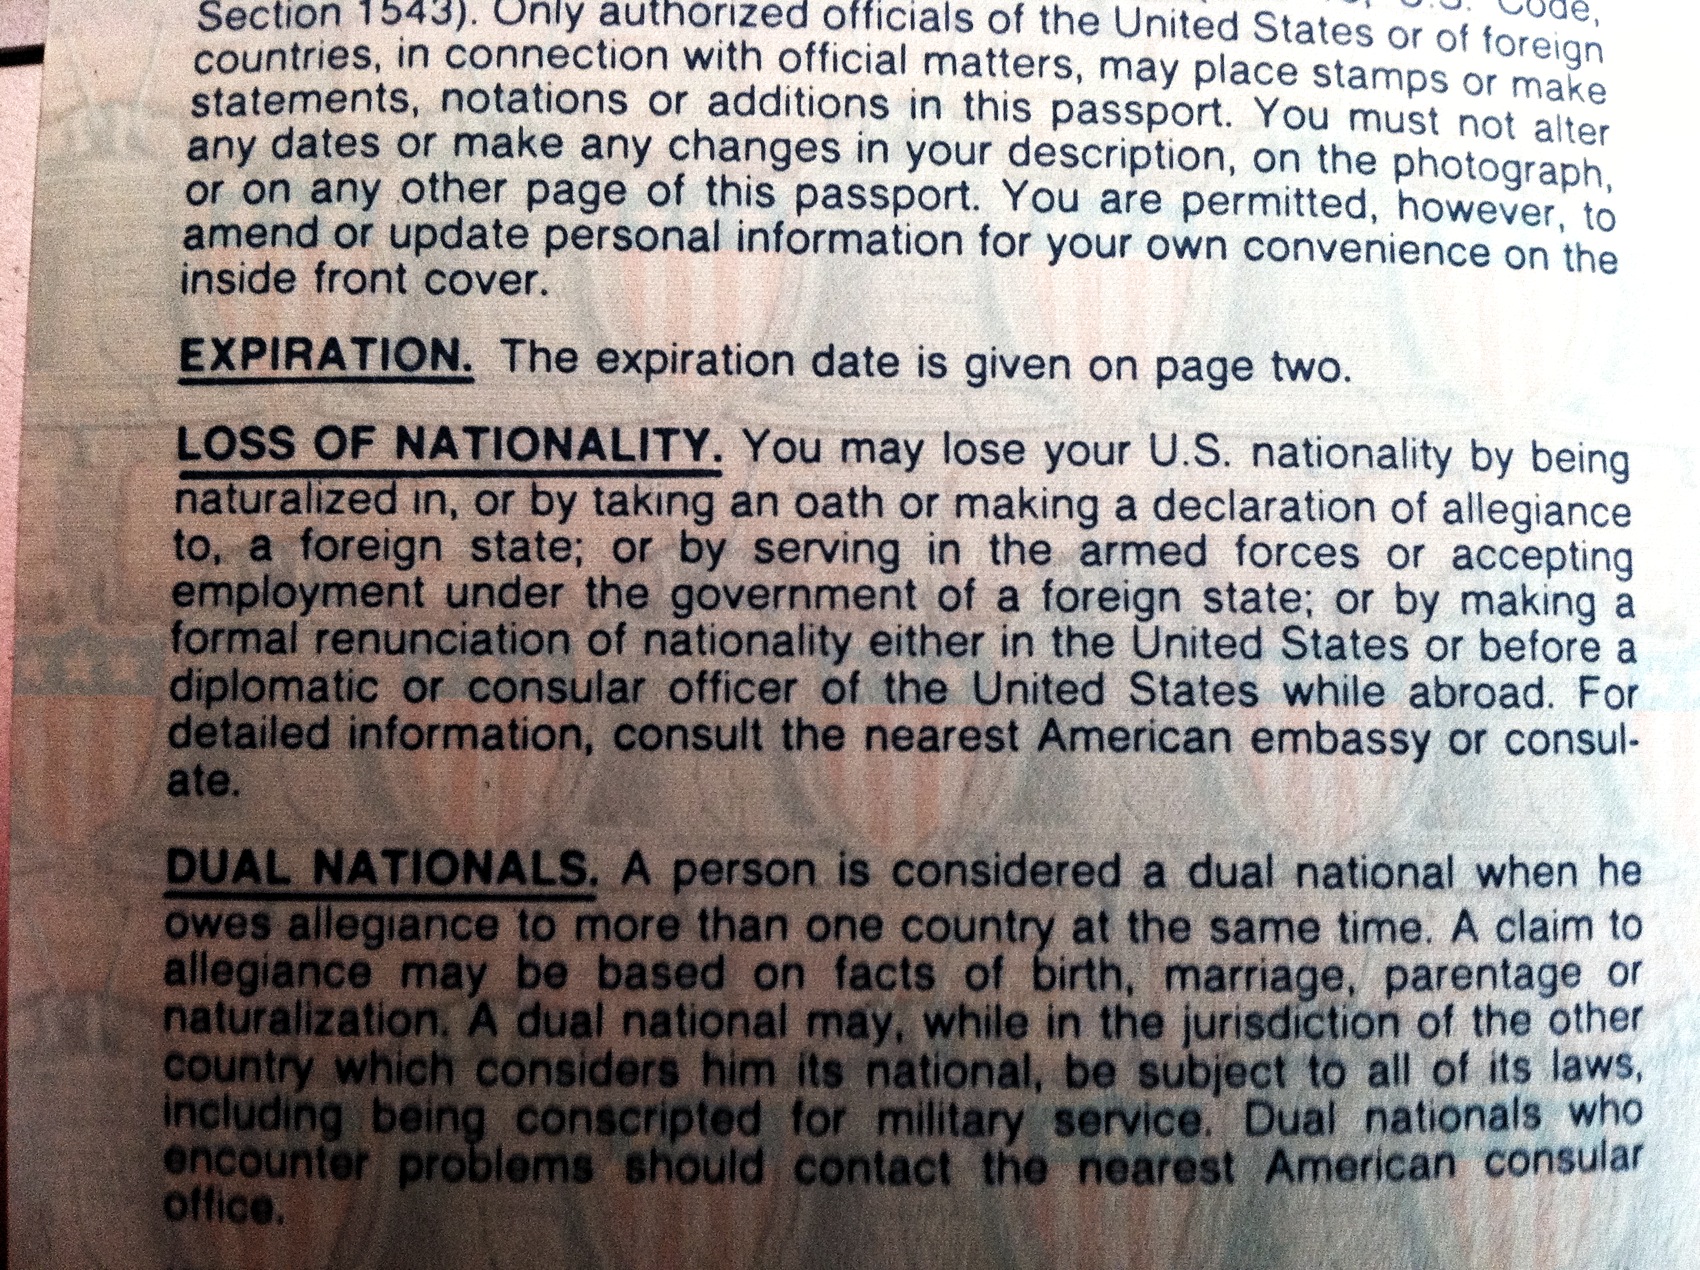 Section 1543). Only authorized officials of the United States or of foreign
countries, in connection with official matters, may place stamps or make
statements, notations or additions in this passport. You must not alter
any dates or make any changes in your description, on the photograph,
or on any other page of this passport. You are permitted, however, to
amend or update personal information for your own convenience on the
inside front cover.
EXPIRATION. The expiration date is given on page two.
LOSS OF NATIONALITY. You may lose your U.S. nationality by being
naturalized in, or by taking an oath or making a declaration of allegiance
to, a foreign state; or by serving in the armed forces or accepting
employment under the government of a foreign state; or by making a
formal renunciation of nationality either in the United States or before a
diplomatic or consular officer of the United States while abroad. For
detailed information, consult the nearest American embassy or consul-
ate.
DUAL NATIONALS. A person is considered a dual national when he
owes allegiance to more than one country at the same time. A claim to
allegiance may be based on facts of birth, marriage, parentage or
naturalization. A dual national may, while in the jurisdiction of the other
country which considers him its national, be subject to all of its laws,
including being conscripted for military service. Dual nationals who
encounter problems should contact the nearest American consular
office.